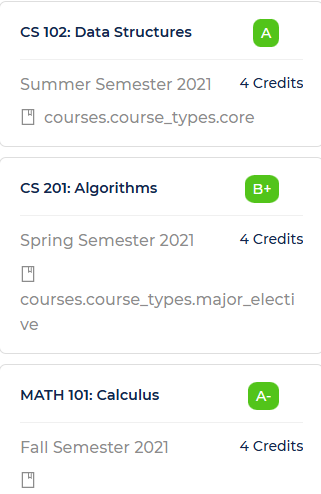 CS 102: Data Structures A
Summer Semester 2021 4 Credits
courses.course_types.core
CS 201: Algorithms B+
Spring Semester 2021 4 Credits
courses.course_types.major_electi
ve
MATH 101: Calculus A-
Fall Semester 2021 4 Credits